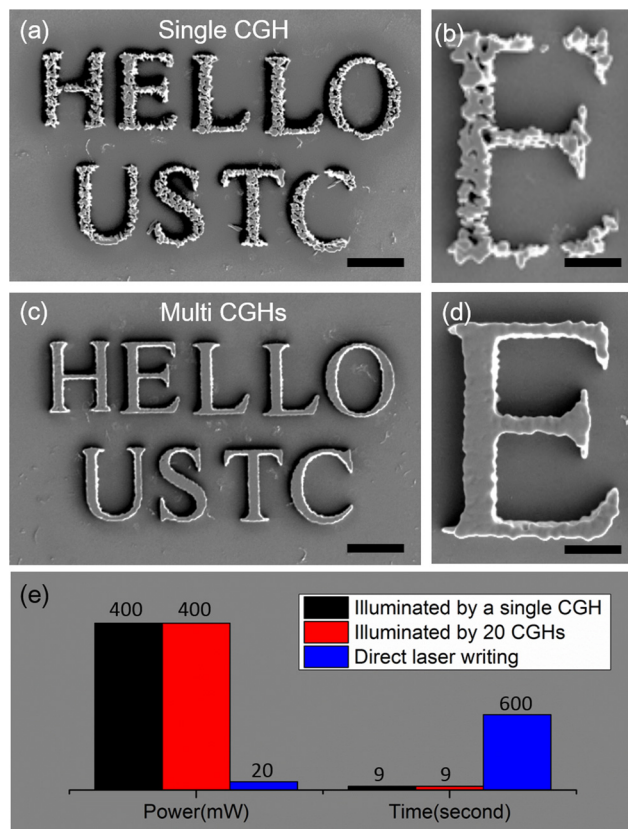 (a) Single CGH
HELLO
USTC
(b)
E
(c) Multi CGHs
HELLO
USTC
(d)
E
(e)
400 400 20 9 9 600
Illuminated by a single CGH
Illuminated by 20 CGHs
Direct laser writing
Power(mW) Time(second)